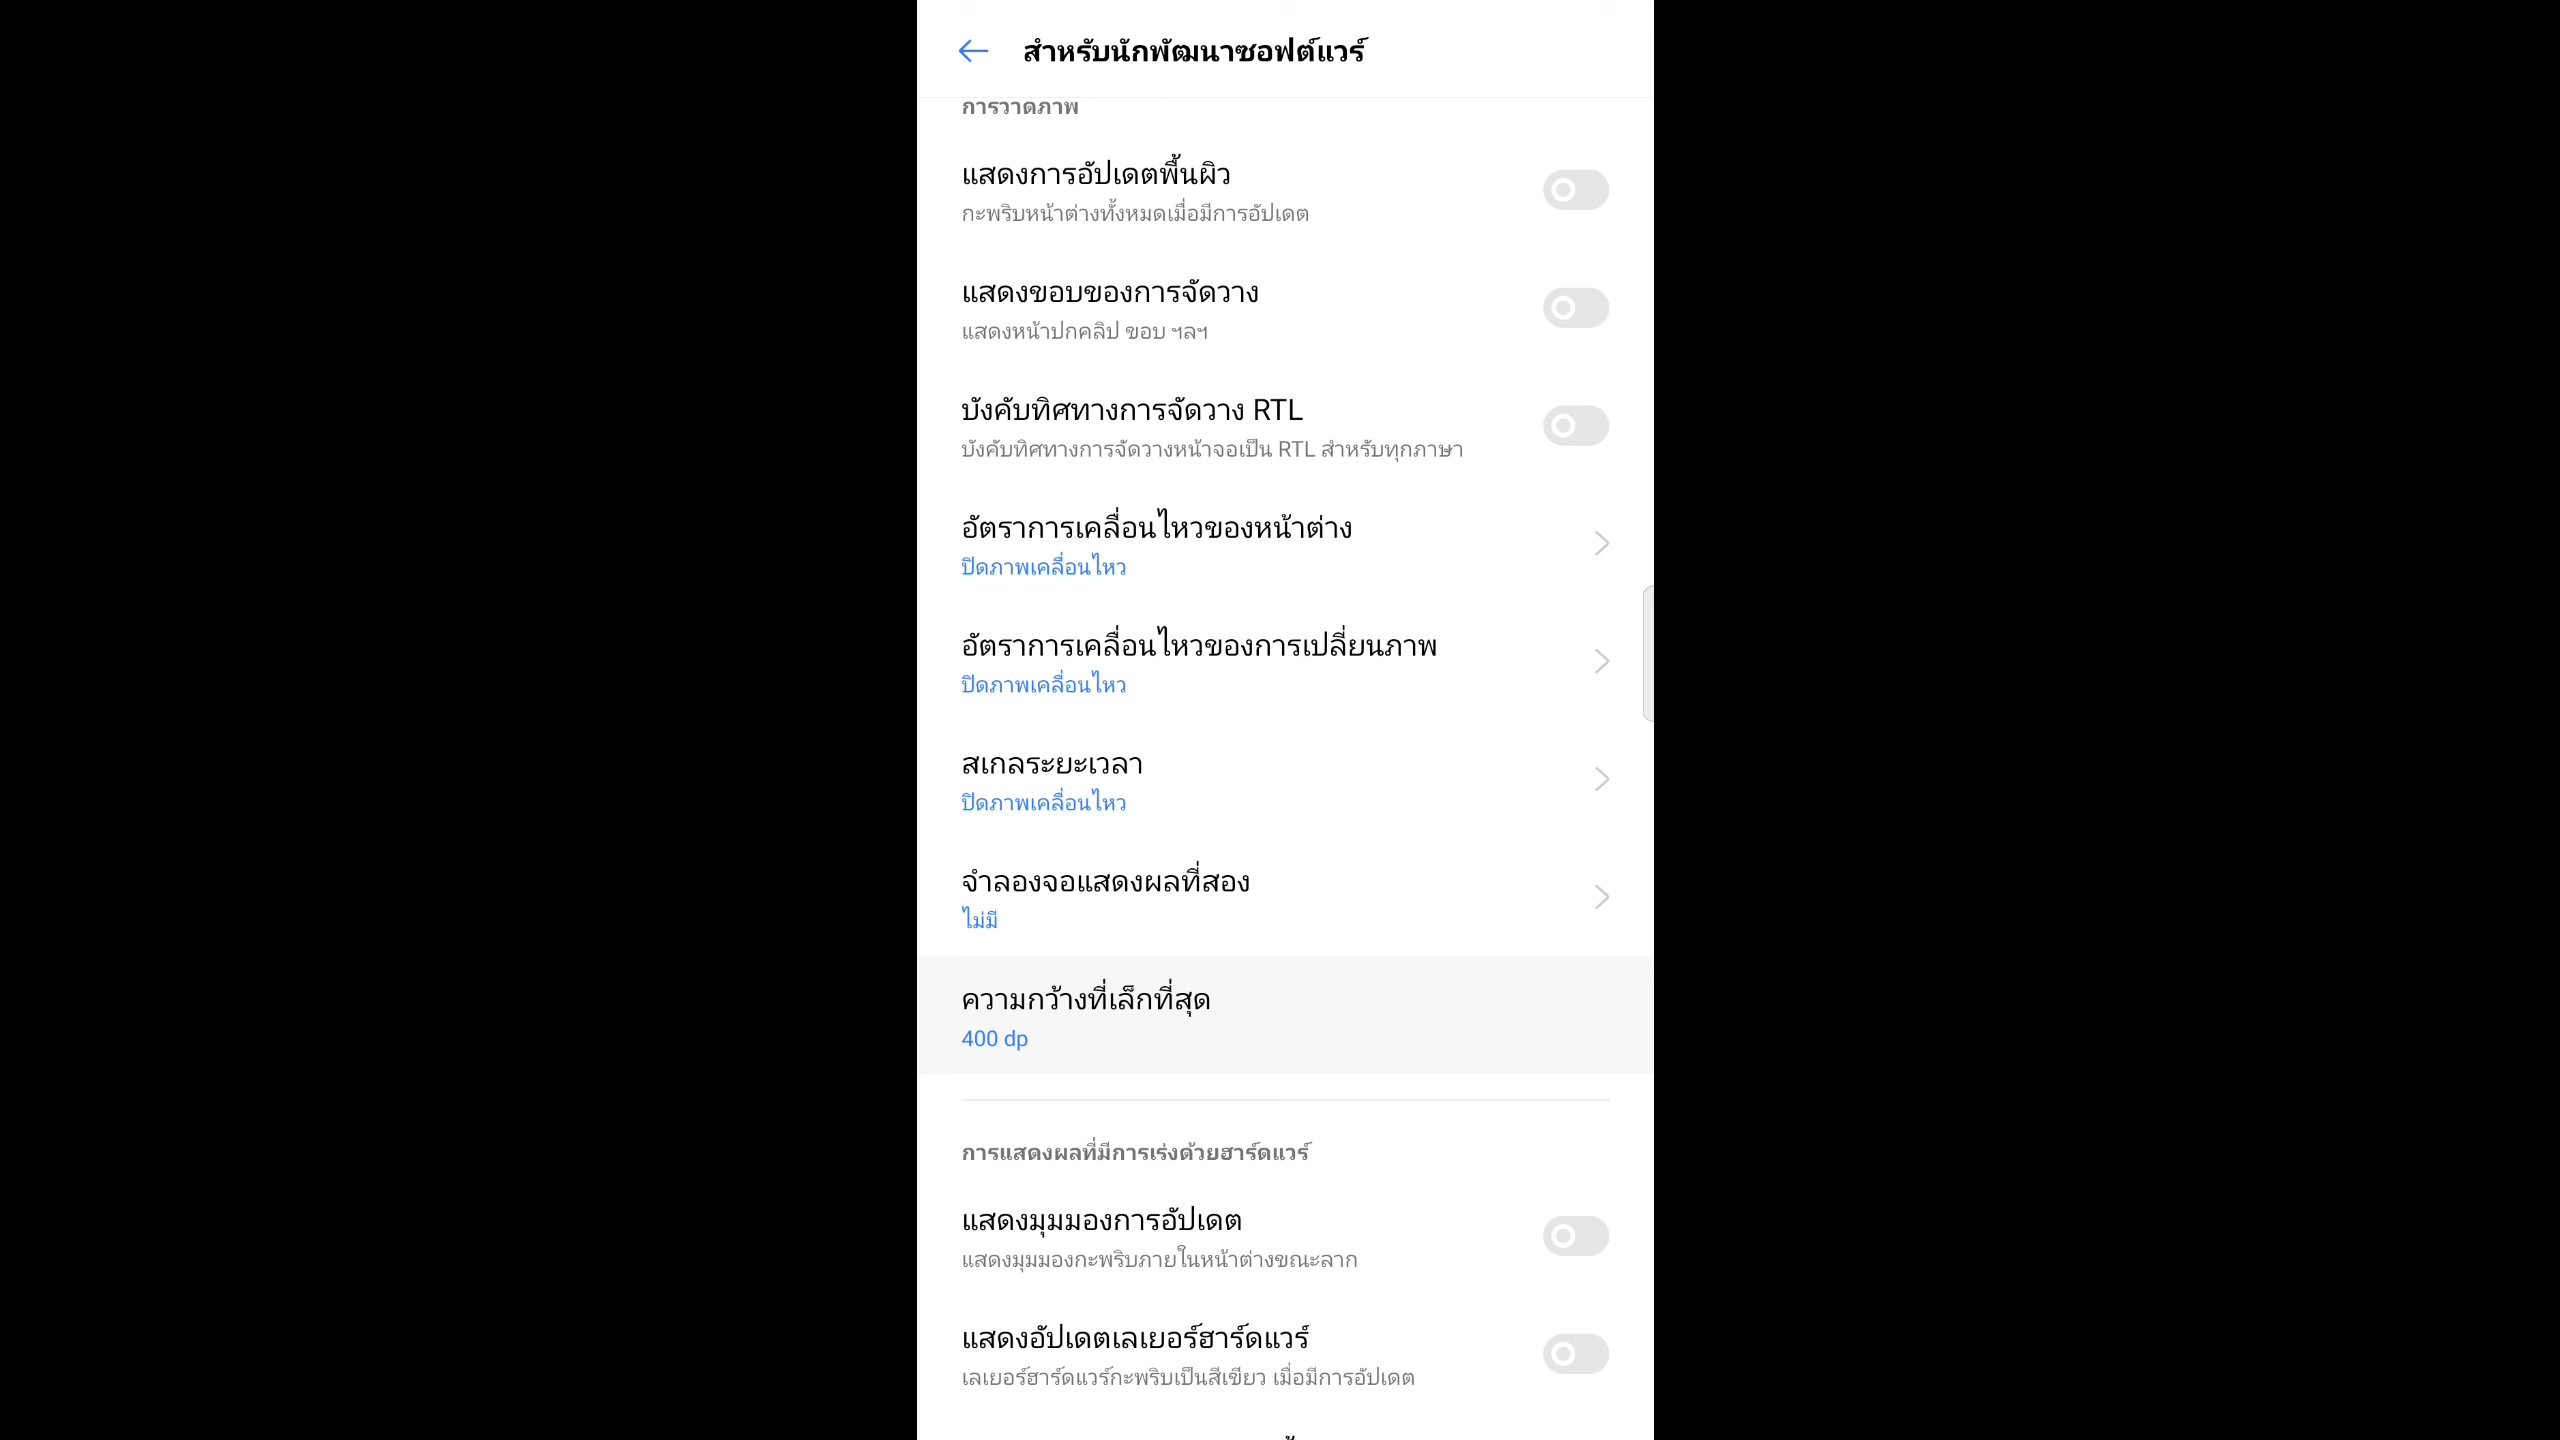 สำหรับนักพัฒนาซอฟต์แวร์
การวาดภาพ
แสดงการอัปเดตพื้นผิว
กะพริบหน้าต่างทั้งหมดเมื่อมีการอัปเดต
แสดงขอบของการจัดวาง
แสดงหน้าปกคลิป ขอบ ฯลฯ
บังคับทิศทางการจัดวาง RTL
บังคับทิศทางการจัดวางหน้าจอเป็น RTL สำหรับทุกภาษา
อัตราการเคลื่อนไหวของหน้าต่าง
ปิดภาพเคลื่อนไหว
อัตราการเคลื่อนไหวของการเปลี่ยนภาพ
ปิดภาพเคลื่อนไหว
สเกลระยะเวลา
ปิดภาพเคลื่อนไหว
จำลองจอแสดงผลที่สอง
ไม่มี
ความกว้างที่เล็กที่สุด
400 dp
การแสดงผลที่มีการเร่งด้วยฮาร์ดแวร์
แสดงมุมมองการอัปเดต
แสดงมุมมองกะพริบภายในหน้าต่างขณะลาก
แสดงอัปเดตเลเยอร์ฮาร์ดแวร์
เลเยอร์ฮาร์ดแวร์กะพริบเป็นสีเขียว เมื่อมีการอัปเดต